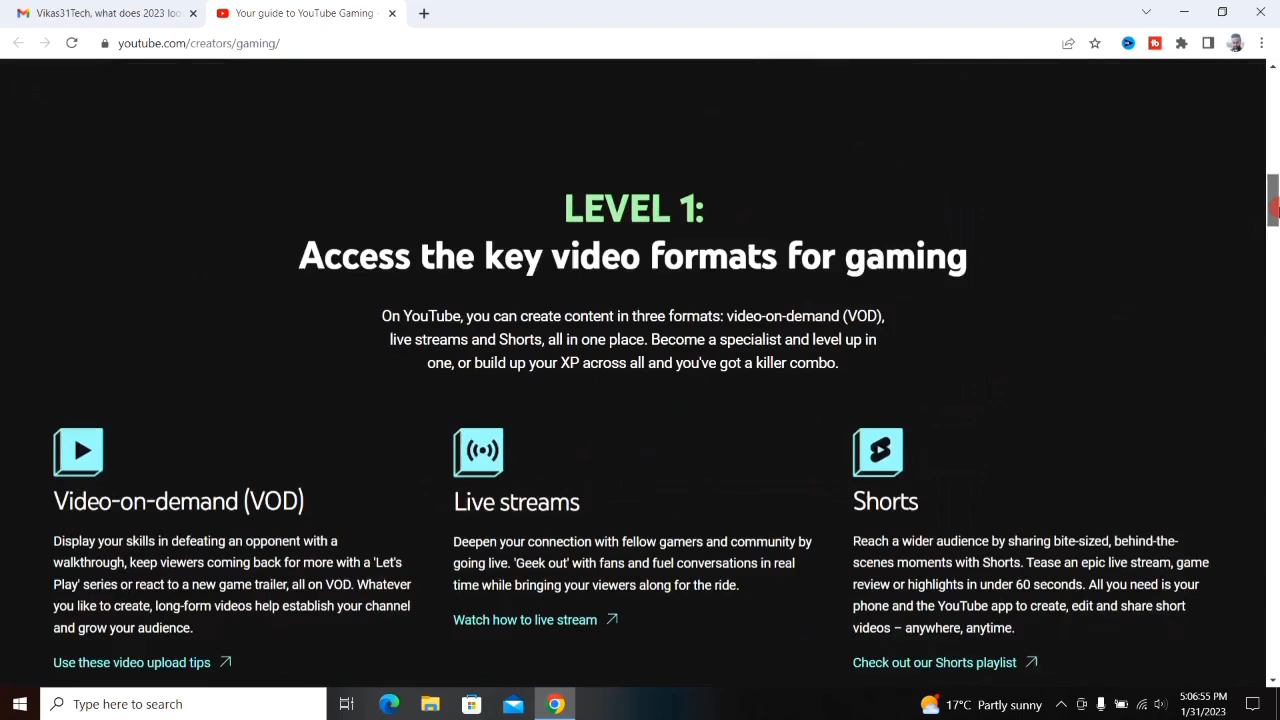 Vikas31Tech, what does 2023 loo
Your guide to YouTube Gaming
youtube.com/creators/gaming/
LEVEL 1:
Access the key video formats for gaming
On YouTube, you can create content in three formats: video-on-demand (VOD),
live streams and Shorts, all in one place. Become a specialist and level up in
one, or build up your XP across all and you've got a killer combo.
Video-on-demand (VOD)
Display your skills in defeating an opponent with a
walkthrough, keep viewers coming back for more with a 'Let's
Play' series or react to a new game trailer, all on VOD. Whatever
you like to create, long-form videos help establish your channel
and grow your audience.
Use these video upload tips
Live streams
Deepen your connection with fellow gamers and community by
going live. 'Geek out' with fans and fuel conversations in real
time while bringing your viewers along for the ride.
Watch how to live stream
Shorts
Reach a wider audience by sharing bite-sized, behind-the-
scenes moments with Shorts. Tease an epic live stream, game
review or highlights in under 60 seconds. All you need is your
phone and the YouTube app to create, edit and share short
videos – anywhere, anytime.
Check out our Shorts playlist
Type here to search
17°C Partly sunny
5:06:55 PM
1/31/2023